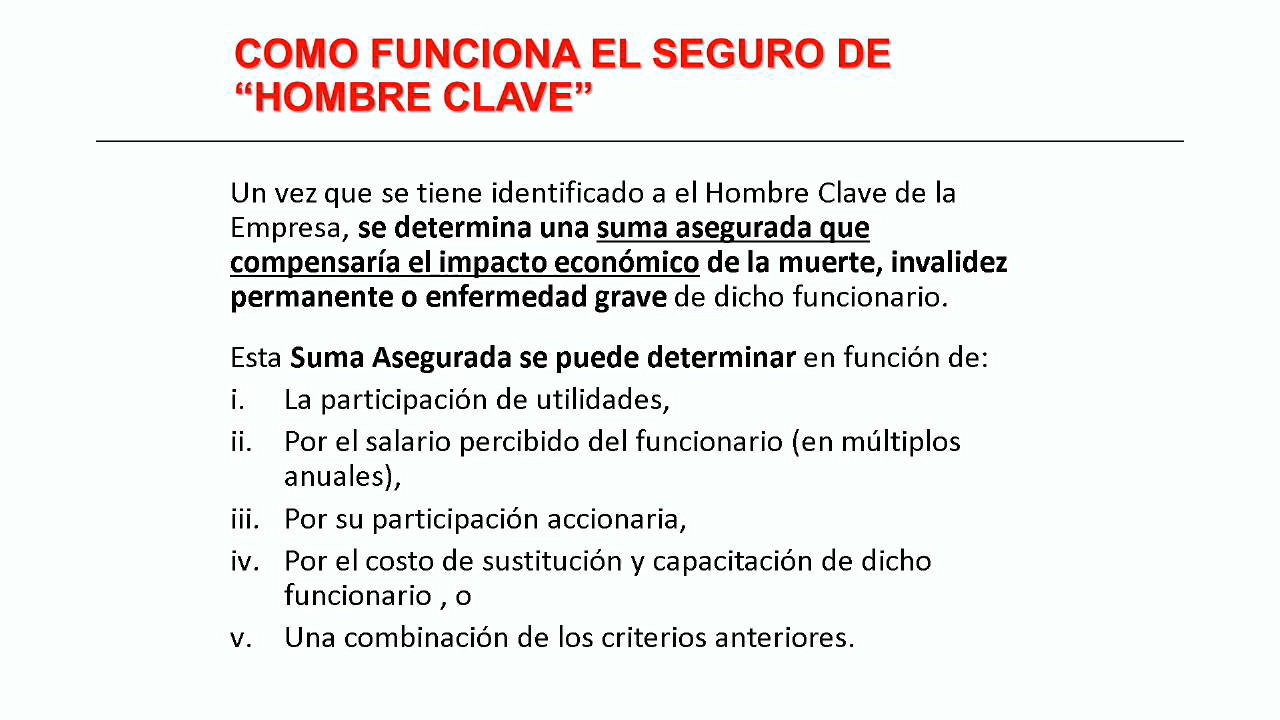 COMO FUNCIONA EL SEGURO DE
“HOMBRE CLAVE”
Un vez que se tiene identificado a el Hombre Clave de la
Empresa, se determina una suma asegurada que
compensaría el impacto económico de la muerte, invalidez
permanente o enfermedad grave de dicho funcionario.
Esta Suma Asegurada se puede determinar en función de:
i. La participación de utilidades,
ii. Por el salario percibido del funcionario (en múltiplos
anuales),
iii. Por su participación accionaria,
iv. Por el costo de sustitución y capacitación de dicho
funcionario , o
v. Una combinación de los criterios anteriores.